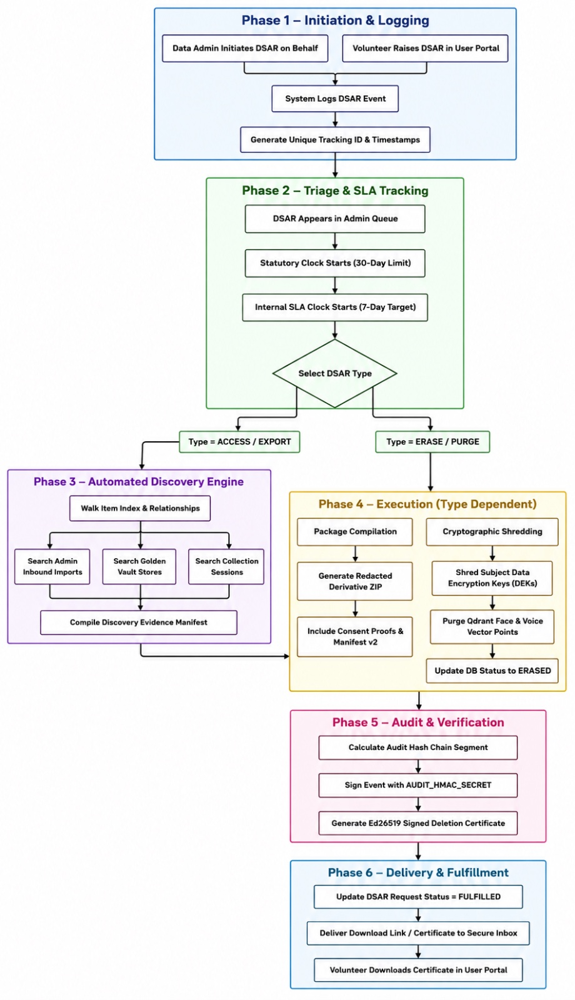 Phase 1 – Initiation & Logging
Data Admin Initiates DSAR on Behalf
Volunteer Raises DSAR in User Portal
System Logs DSAR Event
Generate Unique Tracking ID & Timestamps
Phase 2 – Triage & SLA Tracking
DSAR Appears in Admin Queue
Statutory Clock Starts (30-Day Limit)
Internal SLA Clock Starts (7-Day Target)
Select DSAR Type
Type = ACCESS / EXPORT
Type = ERASE / PURGE
Phase 3 – Automated Discovery Engine
Walk Item Index & Relationships
Search Admin
Inbound Imports
Search Golden
Vault Stores
Search Collection
Sessions
Compile Discovery Evidence Manifest
Phase 4 – Execution (Type Dependent)
Package Compilation
Generate Redacted
Derivative ZIP
Include Consent Proofs &
Manifest v2
Cryptographic Shredding
Shred Subject Data
Encryption Keys (DEKs)
Purge Qdrant Face & Voice
Vector Points
Update DB Status to ERASED
Phase 5 – Audit & Verification
Calculate Audit Hash Chain Segment
Sign Event with AUDIT_HMAC_SECRET
Generate Ed26519 Signed Deletion Certificate
Phase 6 – Delivery & Fulfillment
Update DSAR Request Status = FULFILLED
Deliver Download Link / Certificate to Secure Inbox
Volunteer Downloads Certificate in User Portal